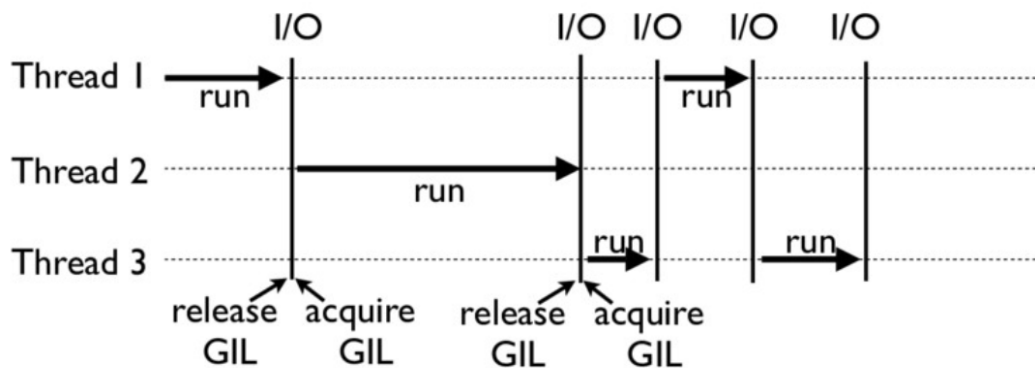 I/O I/O I/O I/O I/O
Thread 1
run run
Thread 2
run
run run
Thread 3
release acquire release acquire
GIL GIL GIL GIL